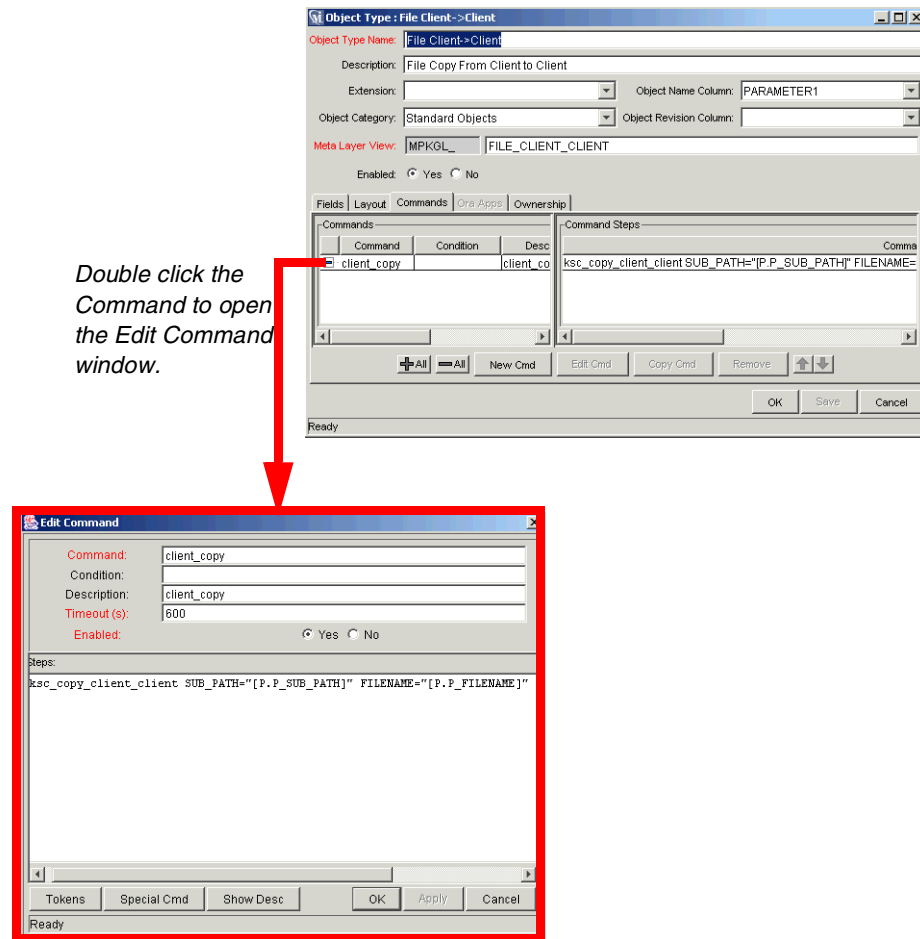 Object Type : File Client->Client
Object Type Name: File Client->Client
Description: File Copy From Client to Client
Extension: Object Name Column: PARAMETER1
Object Category: Standard Objects Object Revision Column:
Meta Layer View: MPKGL_ FILE_CLIENT_CLIENT
Enabled: Yes No
Fields Layout Commands Ora Apps Ownership
Commands Command Steps
Command Condition Desc Comma
client_copy client_co ksc_copy_client_client SUB_PATH="[P.P_SUB_PATH]" FILENAME=
Double click the
Command to open
the Edit Command
window.
All All New Cmd Edit Cmd Copy Cmd Remove
OK Save Cancel
Ready
Edit Command
Command: client_copy
Condition:
Description: client_copy
Timeout (s): 600
Enabled: Yes No
Steps:
ksc_copy_client_client SUB_PATH="[P.P_SUB_PATH]" FILENAME="[P.P_FILENAME]"
Tokens Special Cmd Show Desc OK Apply Cancel
Ready